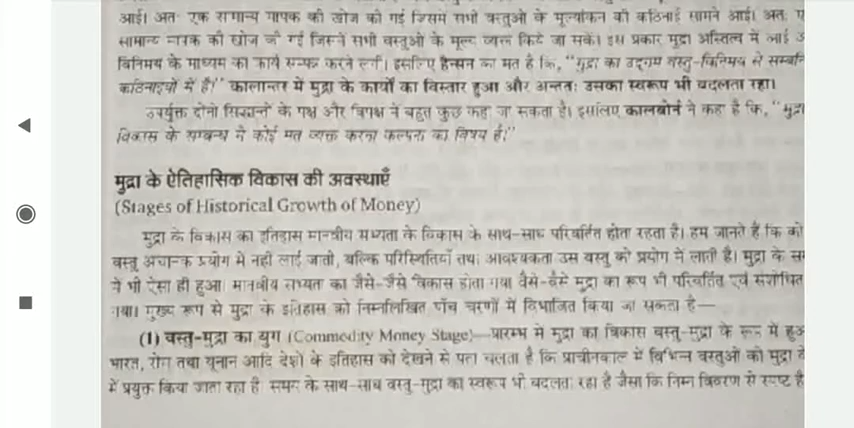 आई। अतः एक सामान्य मापक की खोज की गई जिसमें सभी वस्तुओं के मूल्यांकन की कठिनाई सामने आई। अतः ए
सामान्य मापक की खोज की गई जिसमें सभी वस्तुओं के मूल्य व्यक्त किये जा सकें। इस प्रकार मुद्रा अस्तित्व में आई
विनिमय के माध्यम का कार्य सम्पन्न करने लगी। इसलिए हैन्सन का मत है कि, “मुद्रा का उद्गम वस्तु-विनिमय से सम्बन्धि
कठिनाइयों में है।” कालान्तर में मुद्रा के कार्यों का विस्तार हुआ और अन्ततः उसका स्वरूप भी बदलता रहा।
उपर्युक्त दोनों सिद्धान्तों के पक्ष और विपक्ष में बहुत कुछ कहा जा सकता है। इसलिए कालबोर्न ने कहा है कि, “मुद्रा
विकास के सम्बन्ध में कोई मत व्यक्त करना कल्पना का विषय है।”
मुद्रा के ऐतिहासिक विकास की अवस्थाएँ
(Stages of Historical Growth of Money)
मुद्रा के विकास का इतिहास मानवीय सभ्यता के विकास के साथ-साथ परिवर्तित होता रहता है। हम जानते हैं कि को
वस्तु अचानक प्रयोग में नहीं लाई जाती, बल्कि परिस्थितियाँ तथा आवश्यकता उस वस्तु को प्रयोग में लाती है। मुद्रा के सम
में भी ऐसा ही हुआ। मानवीय सभ्यता का जैसे-जैसे विकास होता गया वैसे-वैसे मुद्रा का रूप भी परिवर्तित एवं संशोधित
गया। मुख्य रूप से मुद्रा के इतिहास को निम्नलिखित पाँच चरणों में विभाजित किया जा सकता है—
(1) वस्तु-मुद्रा का युग (Commodity Money Stage)—प्रारम्भ में मुद्रा का विकास वस्तु-मुद्रा के रूप में हुअ
भारत, रोम तथा यूनान आदि देशों के इतिहास को देखने से पता चलता है कि प्राचीनकाल में विभिन्न वस्तुओं को मुद्रा के
में प्रयुक्त किया जाता रहा है। समय के साथ-साथ वस्तु-मुद्रा का स्वरूप भी बदलता रहा है जैसा कि निम्न विवरण से स्पष्ट है